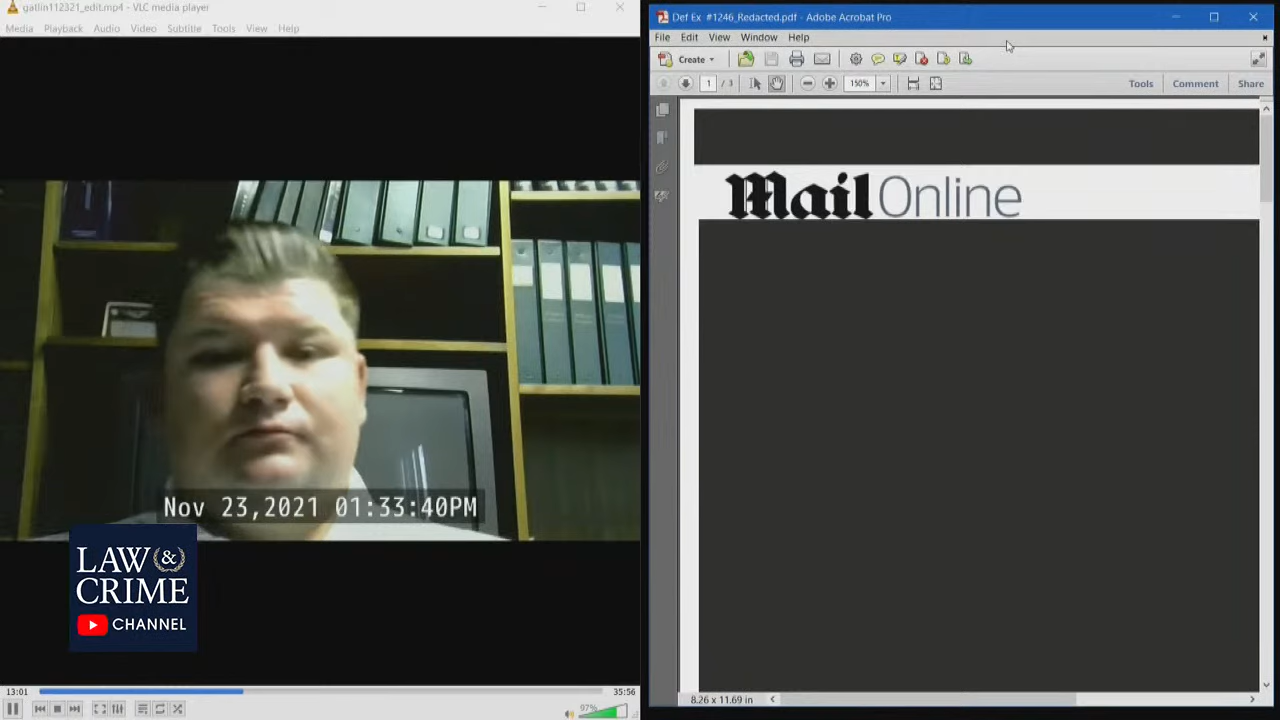 gatlin112321_edit.mp4 - VLC media player
Media Playback Audio Video Subtitle Tools View Help
Nov 23,2021 01:33:40PM
LAW &
CRIME
CHANNEL
13:01
35:56
97%
Def Ex #1246_Redacted.pdf - Adobe Acrobat Pro
File Edit View Window Help
Create
1 / 3
150%
Tools Comment Share
Mail Online
8.26 x 11.69 in